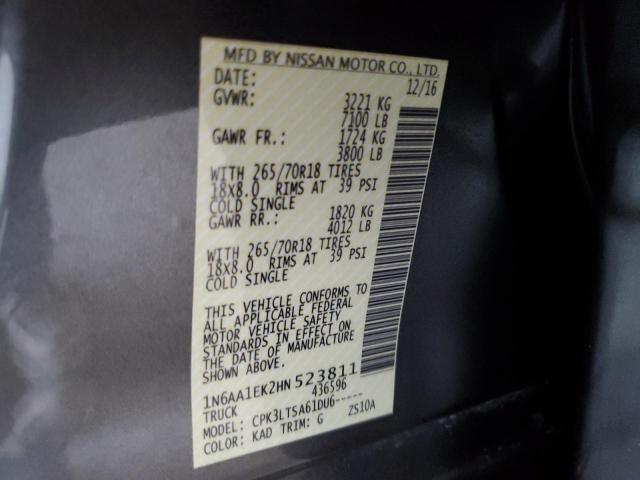 MFD BY NISSAN MOTOR CO., LTD.
DATE: 12/16
GVWR: 3221 KG
7100 LB
GAWR FR.: 1724 KG
3800 LB
WITH 265/70R18 TIRES
18X8.0 RIMS AT 39 PSI
COLD SINGLE
GAWR RR.: 1820 KG
4012 LB
WITH 265/70R18 TIRES
18X8.0 RIMS AT 39 PSI
COLD SINGLE
THIS VEHICLE CONFORMS TO
ALL APPLICABLE FEDERAL
MOTOR VEHICLE SAFETY
STANDARDS IN EFFECT ON
THE DATE OF MANUFACTURE
SHOWN ABOVE.
1N6AA1EK2HN 523811
TRUCK 436596
MODEL: CPK3LTSA61DU6-----
COLOR: KAD TRIM: G ZS10A